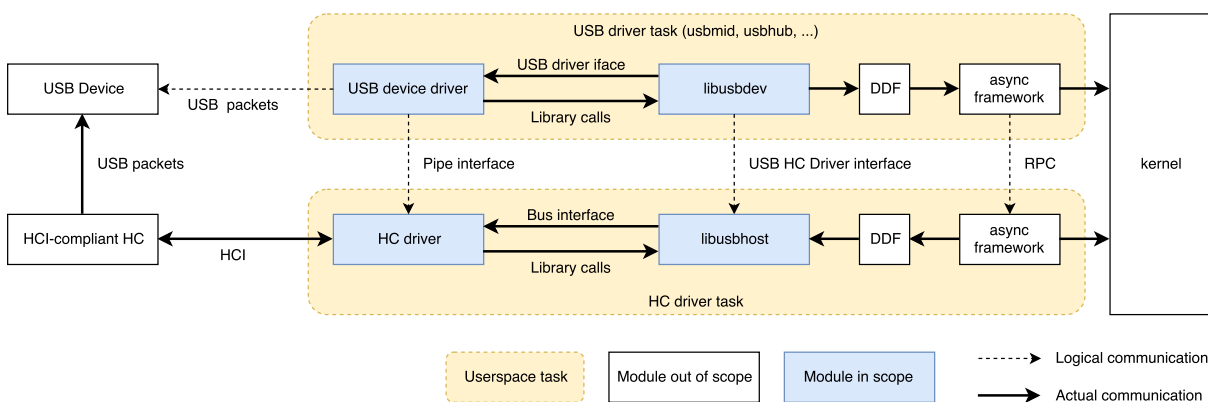 USB driver task (usbmid, usbhub, ...)
USB Device
USB packets
USB device driver
USB driver iface
Library calls
libusbdev
DDF
async
framework
kernel
USB packets
Pipe interface
USB HC Driver interface
RPC
HCI-compliant HC
HCI
HC driver
Bus interface
Library calls
libusbhost
DDF
async
framework
HC driver task
Userspace task
Module out of scope
Module in scope
Logical communication
Actual communication